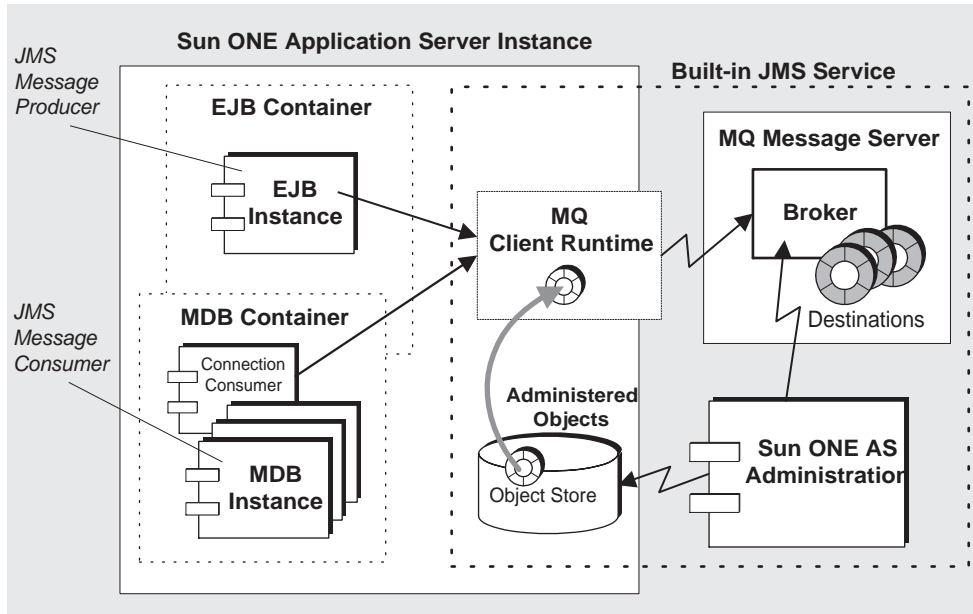 Sun ONE Application Server Instance
JMS
Message
Producer
Built-in JMS Service
EJB Container
MQ Message Server
EJB
Instance
MQ
Client Runtime
Broker
Destinations
JMS
Message
Consumer
MDB Container
Connection
Consumer
MDB
Instance
Administered
Objects
Object Store
Sun ONE AS
Administration